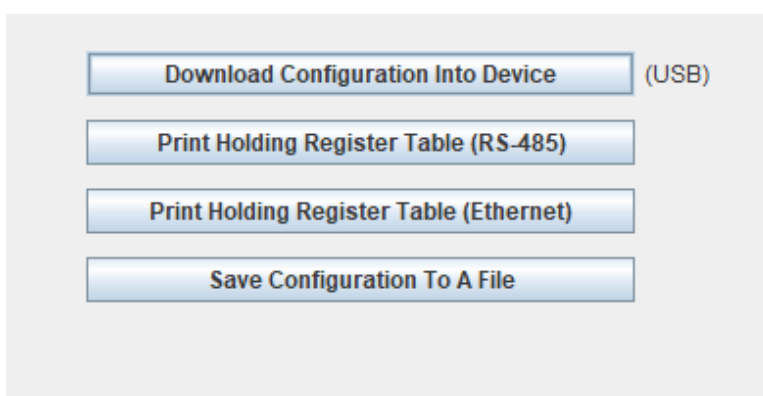 Download Configuration Into Device (USB)
Print Holding Register Table (RS-485)
Print Holding Register Table (Ethernet)
Save Configuration To A File